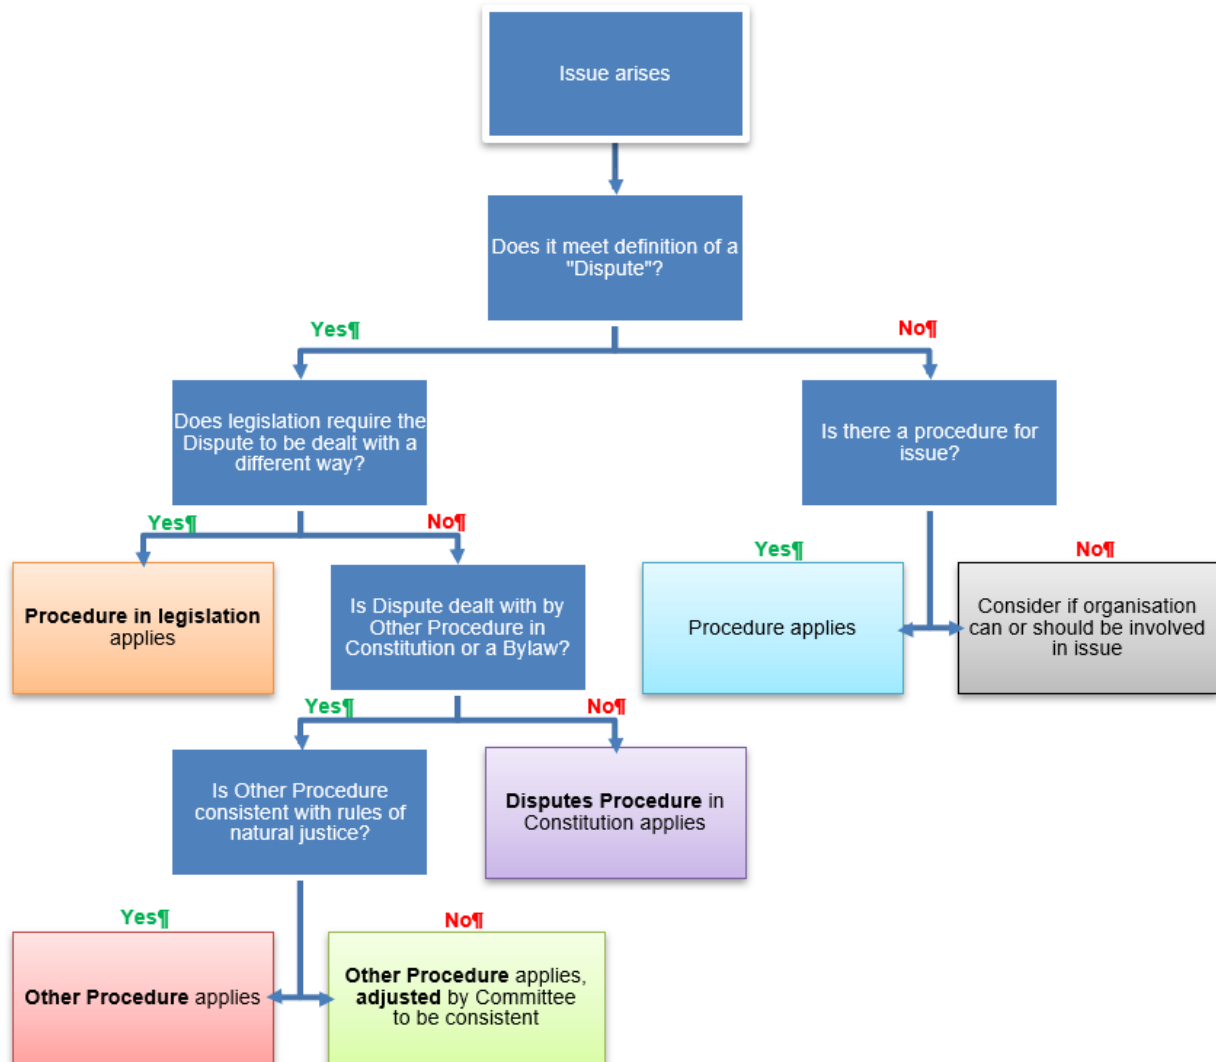 Issue arises
Does it meet definition of a
"Dispute"?
Yes¶
No¶
Does legislation require the
Dispute to be dealt with a
different way?
Is there a procedure for
issue?
Yes¶
No¶
Yes¶
No¶
Procedure in legislation
applies
Is Dispute dealt with by
Other Procedure in
Constitution or a Bylaw?
Procedure applies
Consider if organisation
can or should be involved
in issue
Yes¶
No¶
Is Other Procedure
consistent with rules of
natural justice?
Disputes Procedure in
Constitution applies
Yes¶
No¶
Other Procedure applies
Other Procedure applies,
adjusted by Committee
to be consistent